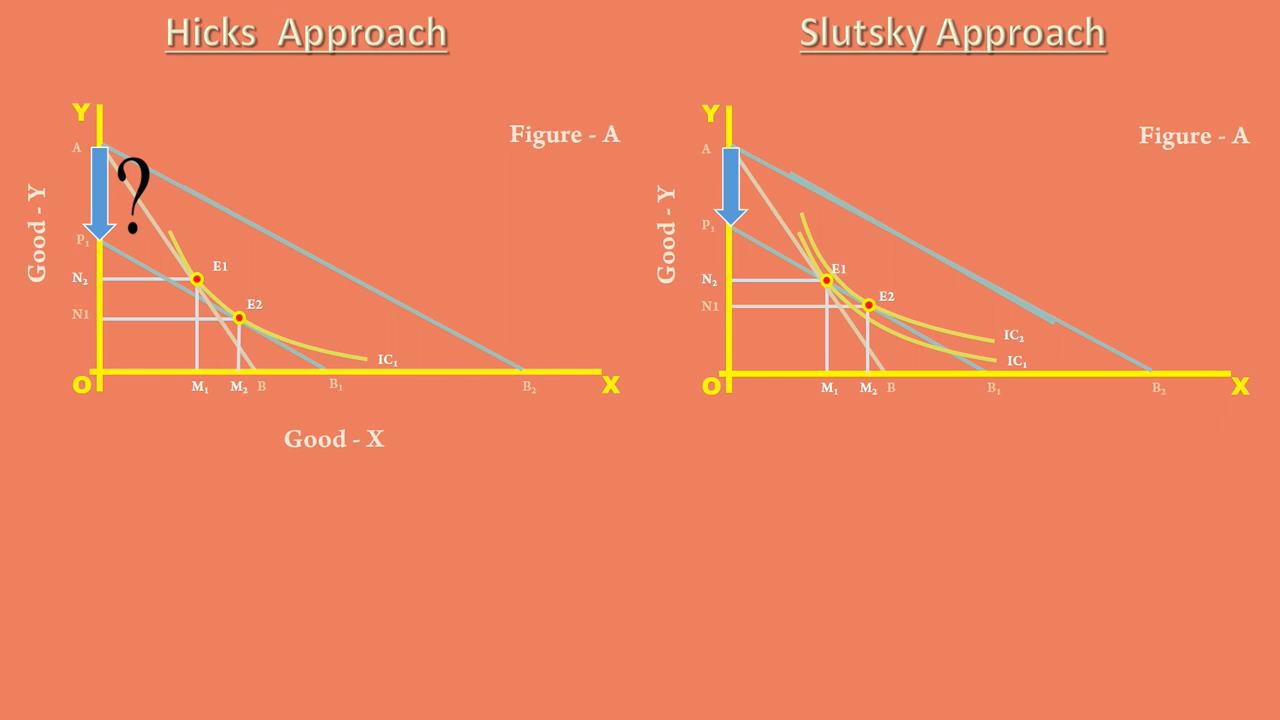 Hicks Approach
Y
Figure - A
A
?
Good - Y
P₁
N₂
E1
N1
E2
IC₁
O
M₁ M₂ B B₁ B₂ X
Good - X
Slutsky Approach
Y
Figure - A
A
Good - Y
P₁
N₂
E1
N1
E2
IC₂
IC₁
O
M₁ M₂ B B₁ B₂ X